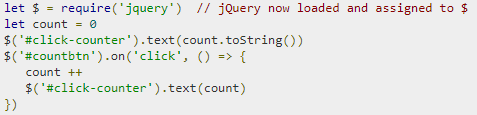 let $ = require('jquery')  // jQuery now loaded and assigned to $
let count = 0
$('#click-counter').text(count.toString())
$('#countbtn').on('click', () => {
   count ++
   $('#click-counter').text(count)
})